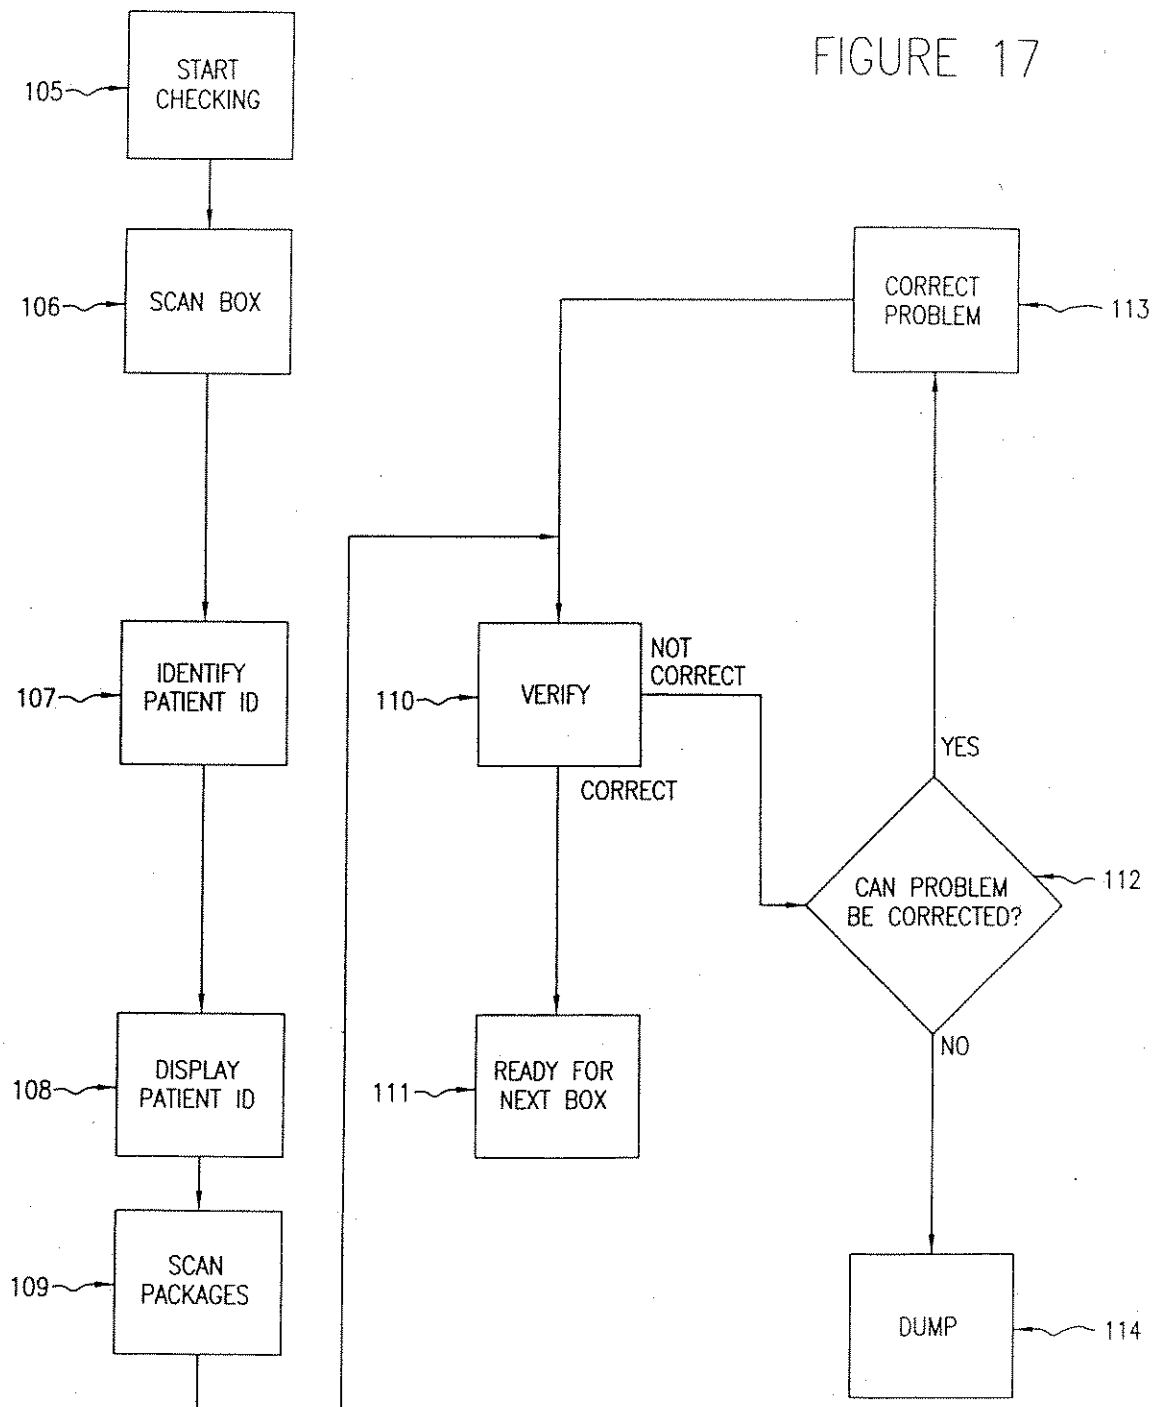 FIGURE 17
105
START
CHECKING
106
SCAN BOX
107
IDENTIFY
PATIENT ID
108
DISPLAY
PATIENT ID
109
SCAN
PACKAGES
110
VERIFY
NOT
CORRECT
CORRECT
111
READY FOR
NEXT BOX
CAN PROBLEM
BE CORRECTED?
112
YES
CORRECT
PROBLEM
113
NO
DUMP
114